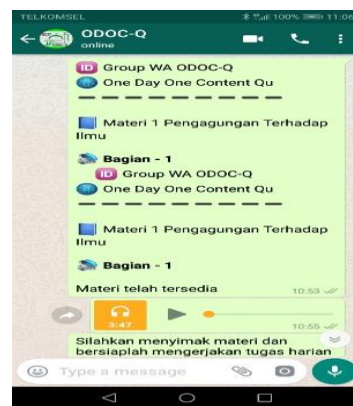 TELKOMSEL 100% 11:06
ODOC-Q
online
ID Group WA ODOC-Q
One Day One Content Qu
— — — — — — — — —
Materi 1 Pengagungan Terhadap
Ilmu
Bagian - 1
ID Group WA ODOC-Q
One Day One Content Qu
— — — — — — — — —
Materi 1 Pengagungan Terhadap
Ilmu
Bagian - 1
Materi telah tersedia 10:53
3:47 10:55
Silahkan menyimak materi dan
bersiaplah mengerjakan tugas harian
Type a message